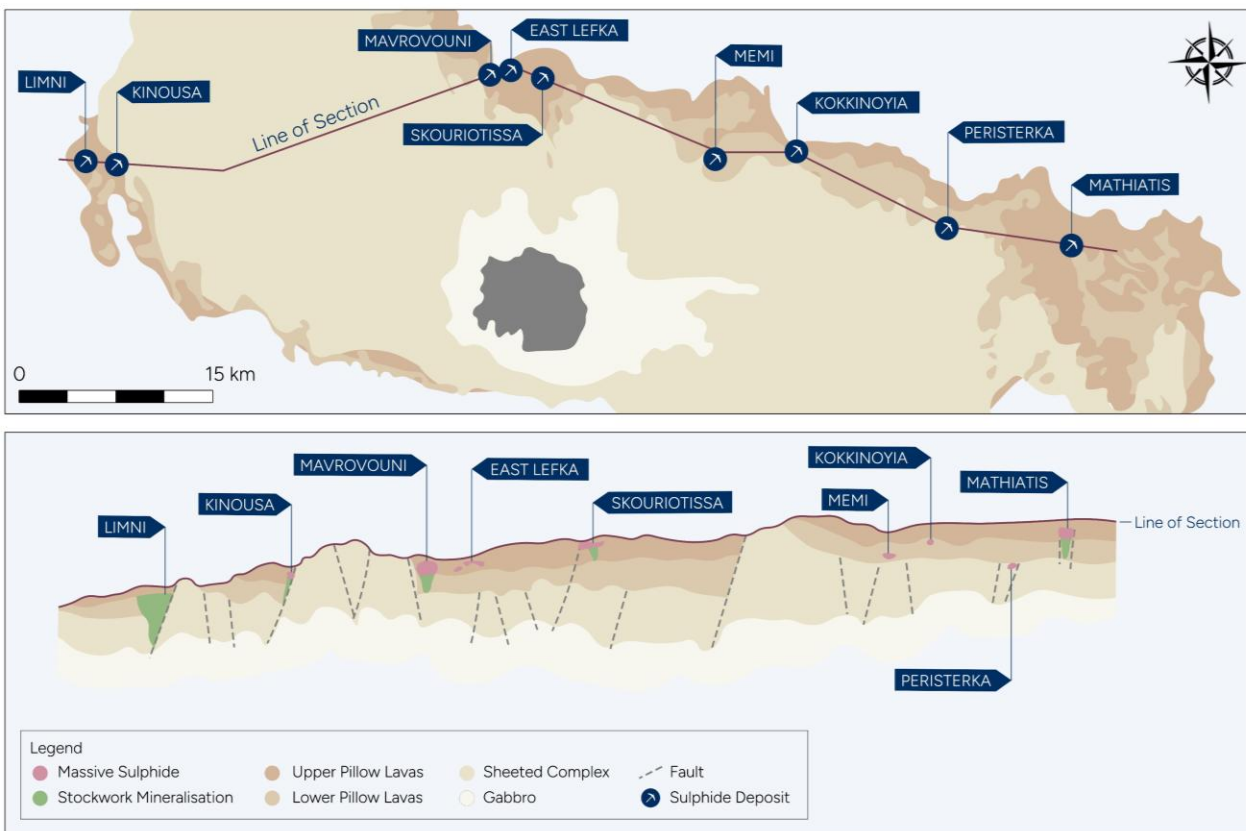 EAST LEFKA
MAVROVOUNI
MEMI
LIMNI
KINOUSA
KOKKINOYIA
Line of Section
SKOURIOTISSA
PERISTERKA
MATHIATIS
0 15 km
KOKKINOYIA
MAVROVOUNI
EAST LEFKA
MATHIATIS
KINOUSA
SKOURIOTISSA
MEMI
LIMNI
Line of Section
PERISTERKA
Legend
Massive Sulphide
Upper Pillow Lavas
Sheeted Complex
Fault
Stockwork Mineralisation
Lower Pillow Lavas
Gabbro
Sulphide Deposit